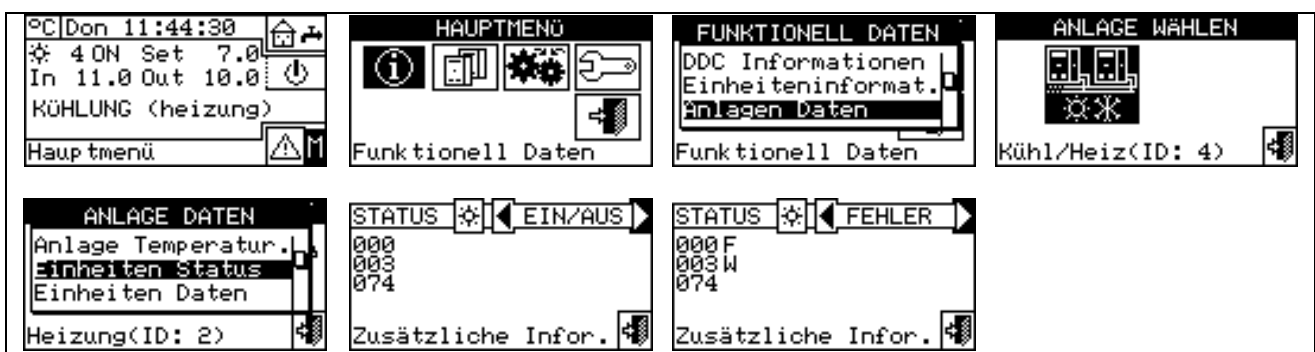 °C Don 11:44:30
4 ON Set 7.0
In 11.0 Out 10.0
KÜHLUNG (heizung)
Hauptmenü M
HAUPTMENÜ
Funktionell Daten
FUNKTIONELL DATEN
DDC Informationen
Einheiteninformat.
Anlagen Daten
Funktionell Daten
ANLAGE WÄHLEN
Kühl/Heiz(ID: 4)
ANLAGE DATEN
Anlage Temperatur.
Einheiten Status
Einheiten Daten
Heizung(ID: 2)
STATUS EIN/AUS
000
003
074
Zusätzliche Infor.
STATUS FEHLER
000 F
003 W
074
Zusätzliche Infor.